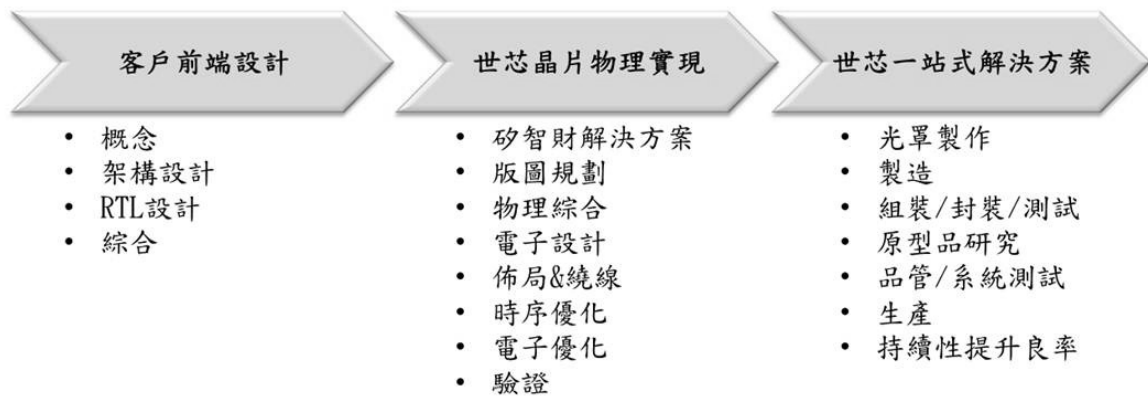 客戶前端設計
• 概念
• 架構設計
• RTL設計
• 綜合
世芯晶片物理實現
• 矽智財解決方案
• 版圖規劃
• 物理綜合
• 電子設計
• 佈局&繞線
• 時序優化
• 電子優化
• 驗證
世芯一站式解決方案
• 光罩製作
• 製造
• 組裝/封裝/測試
• 原型品研究
• 品管/系統測試
• 生產
• 持續性提升良率